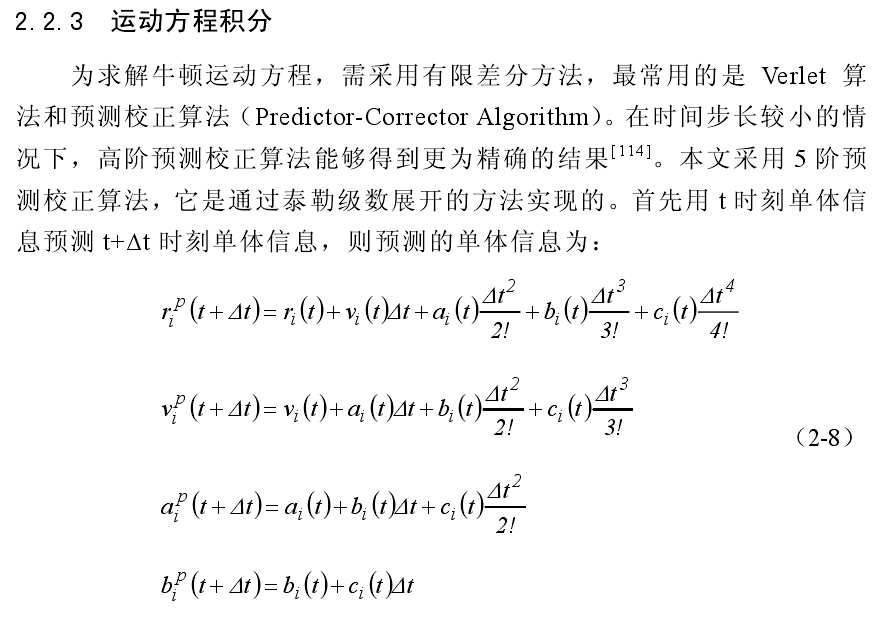 2.2.3 运动方程积分
为求解牛顿运动方程，需采用有限差分方法，最常用的是 Verlet 算
法和预测校正算法（Predictor-Corrector Algorithm）。在时间步长较小的情
况下，高阶预测校正算法能够得到更为精确的结果[114]。本文采用 5 阶预
测校正算法，它是通过泰勒级数展开的方法实现的。首先用 t 时刻单体信
息预测 t+Δt 时刻单体信息，则预测的单体信息为：
r_i^p(t+Δt)=r_i(t)+v_i(t)Δt+a_i(t)Δt^2/2!+b_i(t)Δt^3/3!+c_i(t)Δt^4/4!
v_i^p(t+Δt)=v_i(t)+a_i(t)Δt+b_i(t)Δt^2/2!+c_i(t)Δt^3/3!
（2-8）
a_i^p(t+Δt)=a_i(t)+b_i(t)Δt+c_i(t)Δt^2/2!
b_i^p(t+Δt)=b_i(t)+c_i(t)Δt